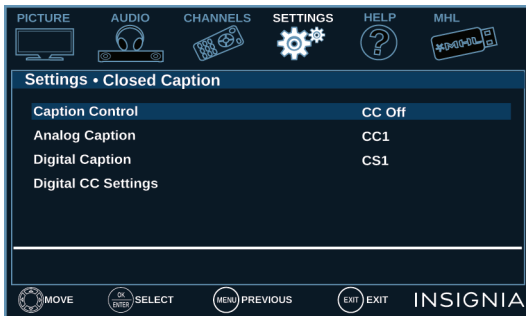 PICTURE AUDIO CHANNELS SETTINGS HELP MHL
MHL
Settings • Closed Caption
Caption Control CC Off
Analog Caption CC1
Digital Caption CS1
Digital CC Settings
MOVE OK ENTER SELECT MENU PREVIOUS EXIT EXIT INSIGNIA